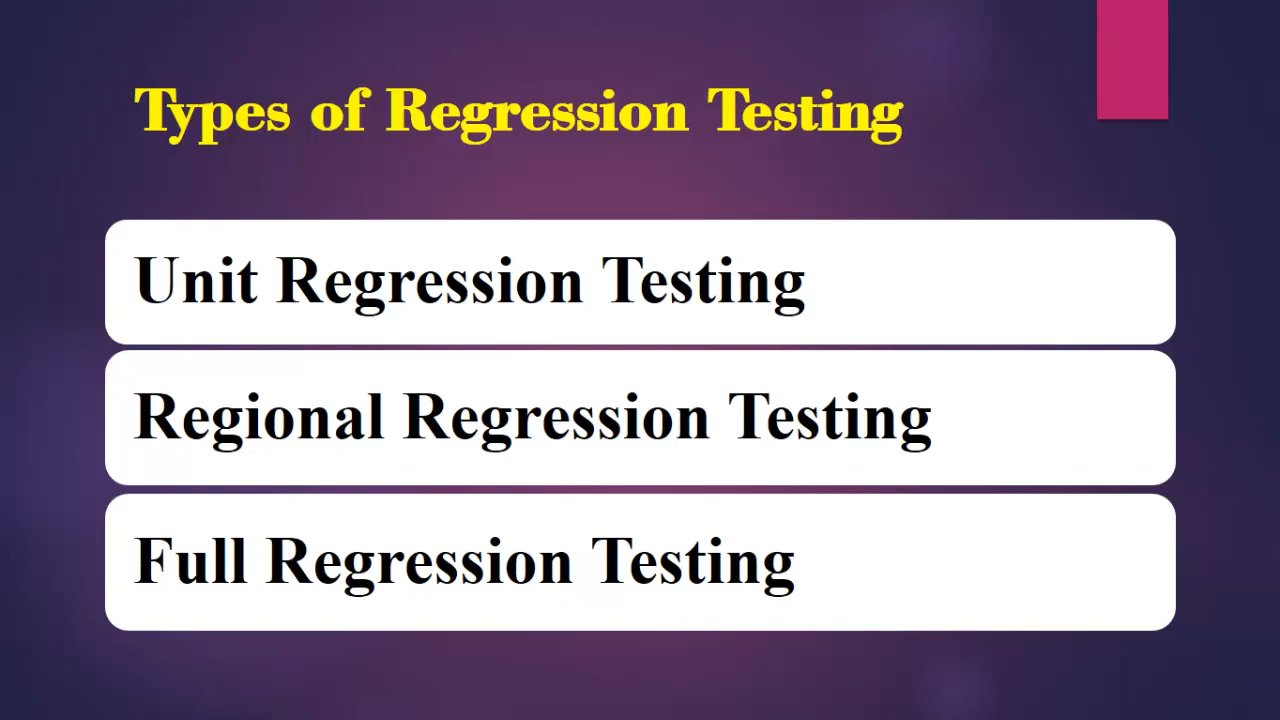 Types of Regression Testing
Unit Regression Testing
Regional Regression Testing
Full Regression Testing